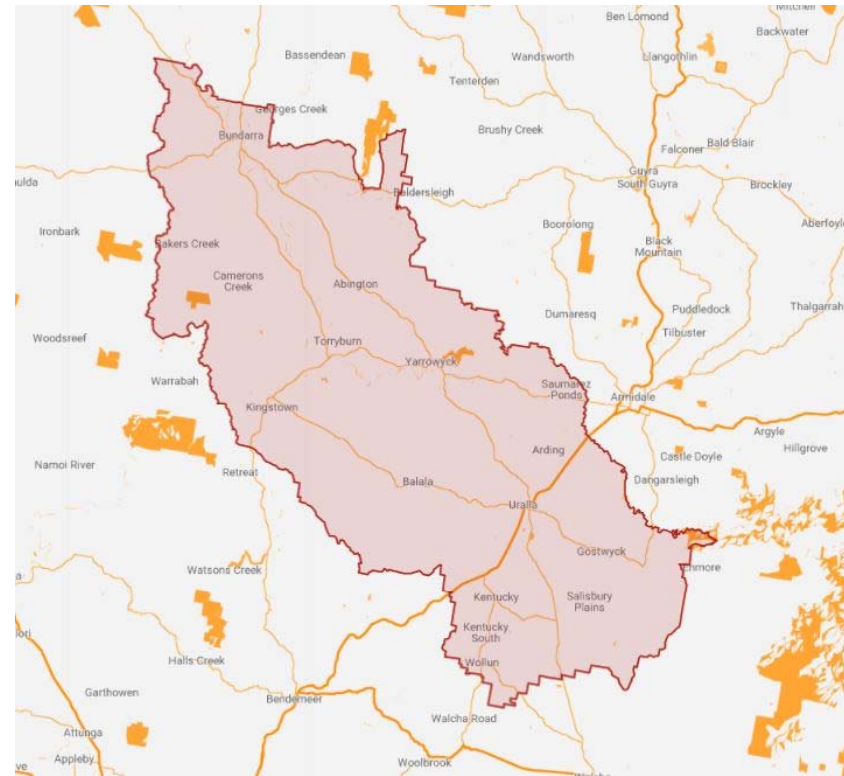 Ben Lomond
Backwater
Bassendean
Wandsworth
Llangothlin
Tenterden
Georges Creek
Bundarra
Brushy Creek
Bald Blair
Falconer
Guyra
South Guyra
Brockley
Baldersleigh
Ironbark
Bakers Creek
Boorolong
Black
Mountain
Camerons
Creek
Abington
Puddledock
Thalgarrah
Dumaresq
Tilbuster
Woodsreef
Torryburn
Yarrowyck
Warrabah
Saumarez
Ponds
Armidale
Kingstown
Argyle
Hillgrove
Arding
Castle Doyle
Namoi River
Retreat
Dangarsleigh
Balala
Uralla
Gostwyck
Watsons Creek
Enmore
Kentucky
Salisbury
Plains
Kentucky
South
Halls Creek
Wollun
Garthowen
Bendemeer
Walcha Road
Attunga
Appleby
Woolbrook